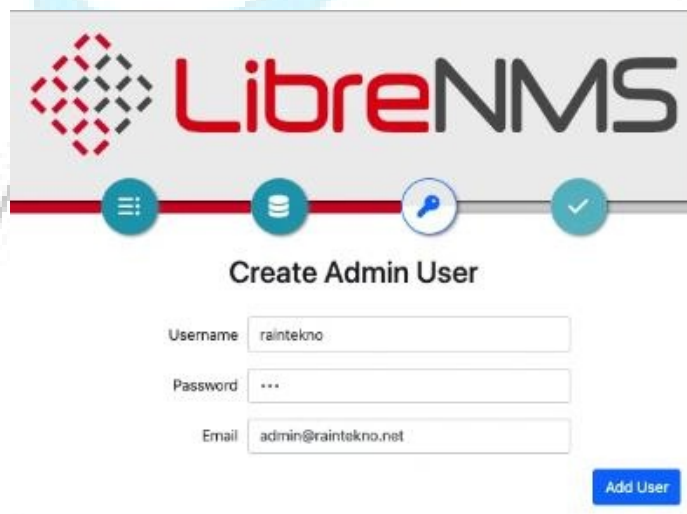 LibreNMS
Create Admin User
Username raintekno
Password •••
Email admin@raintekno.net
Add User